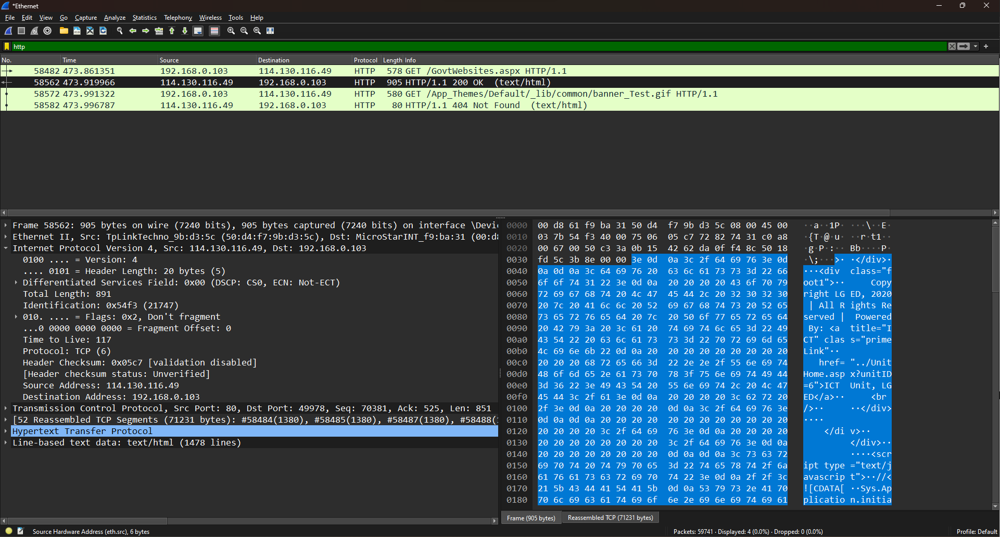 *Ethernet
File Edit View Go Capture Analyze Statistics Telephony Wireless Tools Help
http
No. Time Source Destination Protocol Length Info
58482 473.861351 192.168.0.103 114.130.116.49 HTTP 578 GET /GovtWebsites.aspx HTTP/1.1
58562 473.919966 114.130.116.49 192.168.0.103 HTTP 905 HTTP/1.1 200 OK (text/html)
58572 473.991322 192.168.0.103 114.130.116.49 HTTP 580 GET /App_Themes/Default/_lib/common/banner_Test.gif HTTP/1.1
58582 473.996787 114.130.116.49 192.168.0.103 HTTP 80 HTTP/1.1 404 Not Found (text/html)
Frame 58562: 905 bytes on wire (7240 bits), 905 bytes captured (7240 bits) on interface \Devi
Ethernet II, Src: TpLinkTechno_9b:d3:5c (50:d4:f7:9b:d3:5c), Dst: MicroStarINT_f9:ba:31 (00:d8
Internet Protocol Version 4, Src: 114.130.116.49, Dst: 192.168.0.103
0100 .... = Version: 4
.... 0101 = Header Length: 20 bytes (5)
Differentiated Services Field: 0x00 (DSCP: CS0, ECN: Not-ECT)
Total Length: 891
Identification: 0x54f3 (21747)
010. .... = Flags: 0x2, Don't fragment
...0 0000 0000 0000 = Fragment Offset: 0
Time to Live: 117
Protocol: TCP (6)
Header Checksum: 0x05c7 [validation disabled]
[Header checksum status: Unverified]
Source Address: 114.130.116.49
Destination Address: 192.168.0.103
Transmission Control Protocol, Src Port: 80, Dst Port: 49978, Seq: 70381, Ack: 525, Len: 851
[52 Reassembled TCP Segments (71231 bytes): #58484(1380), #58485(1380), #58487(1380), #58488(1
Hypertext Transfer Protocol
Line-based text data: text/html (1478 lines)
0000 00 d8 61 f9 ba 31 50 d4 f7 9b d3 5c 08 00 45 00 ··a··1P· ···\··E·
0010 03 7b 54 f3 40 00 75 06 05 c7 72 82 74 31 c0 a8 ·{T·@·u· ··r·t1··
0020 00 67 00 50 c3 3a 0b 15 42 62 da 0f f4 8c 50 18 ·g·P·:·· Bb····P·
0030 fd 5c 3b 8e 00 00 3e 0d 0a 3c 2f 64 69 76 3e 0d ·\;···>· ·</div>·
0040 0a 0d 0a 3c 64 69 76 20 63 6c 61 73 73 3d 22 66 ···<div class="f
0050 6f 6f 74 31 22 3e 0d 0a 20 20 20 20 43 6f 70 79 oot1">·· Copy
0060 72 69 67 68 74 20 4c 47 45 44 2c 20 32 30 32 30 right LG ED, 2020
0070 20 7c 20 41 6c 6c 20 52 69 67 68 74 73 20 52 65 | All R ights Re
0080 73 65 72 76 65 64 20 7c 20 50 6f 77 65 72 65 64 served | Powered
0090 20 42 79 3a 20 3c 61 20 74 69 74 6c 65 3d 22 49 By: <a title="I
00a0 43 54 22 20 63 6c 61 73 73 3d 22 70 72 69 6d 65 CT" clas s="prime
00b0 4c 69 6e 6b 22 0d 0a 20 20 20 20 20 20 20 20 20 Link"··
00c0 20 20 20 68 72 65 66 3d 22 2e 2e 2f 55 6e 69 74 href= "../Unit
00d0 48 6f 6d 65 2e 61 73 70 78 3f 75 6e 69 74 49 44 Home.asp x?unitID
00e0 3d 36 22 3e 49 43 54 20 55 6e 69 74 2c 20 4c 47 =6">ICT Unit, LG
00f0 45 44 3c 2f 61 3e 0d 0a 20 20 20 20 3c 62 72 20 ED</a>·· <br
0100 2f 3e 0d 0a 20 20 20 20 0d 0a 3c 2f 64 69 76 3e />·· ··</div>
0110 0d 0a 0d 0a 20 20 20 20 20 20 20 20 20 20 20 20 ····
0120 20 20 20 20 3c 2f 64 69 76 3e 0d 0a 20 20 20 20 </di v>··
0130 20 20 20 20 20 20 20 20 3c 2f 64 69 76 3e 0d 0a </div>··
0140 20 20 20 20 20 20 20 20 0d 0a 0d 0a 3c 73 63 72 ····<scr
0150 69 70 74 20 74 79 70 65 3d 22 74 65 78 74 2f 6a ipt type ="text/j
0160 61 76 61 73 63 72 69 70 74 22 3e 0d 0a 2f 2f 3c avascrip t">··//<
0170 21 5b 43 44 41 54 41 5b 0d 0a 53 79 73 2e 41 70 ![CDATA[ ··Sys.Ap
0180 70 6c 69 63 61 74 69 6f 6e 2e 69 6e 69 74 69 61 plicatio n.initia
Frame (905 bytes) Reassembled TCP (71231 bytes)
Source Hardware Address (eth.src), 6 bytes Packets: 59741 · Displayed: 4 (0.0%) · Dropped: 0 (0.0%) Profile: Default